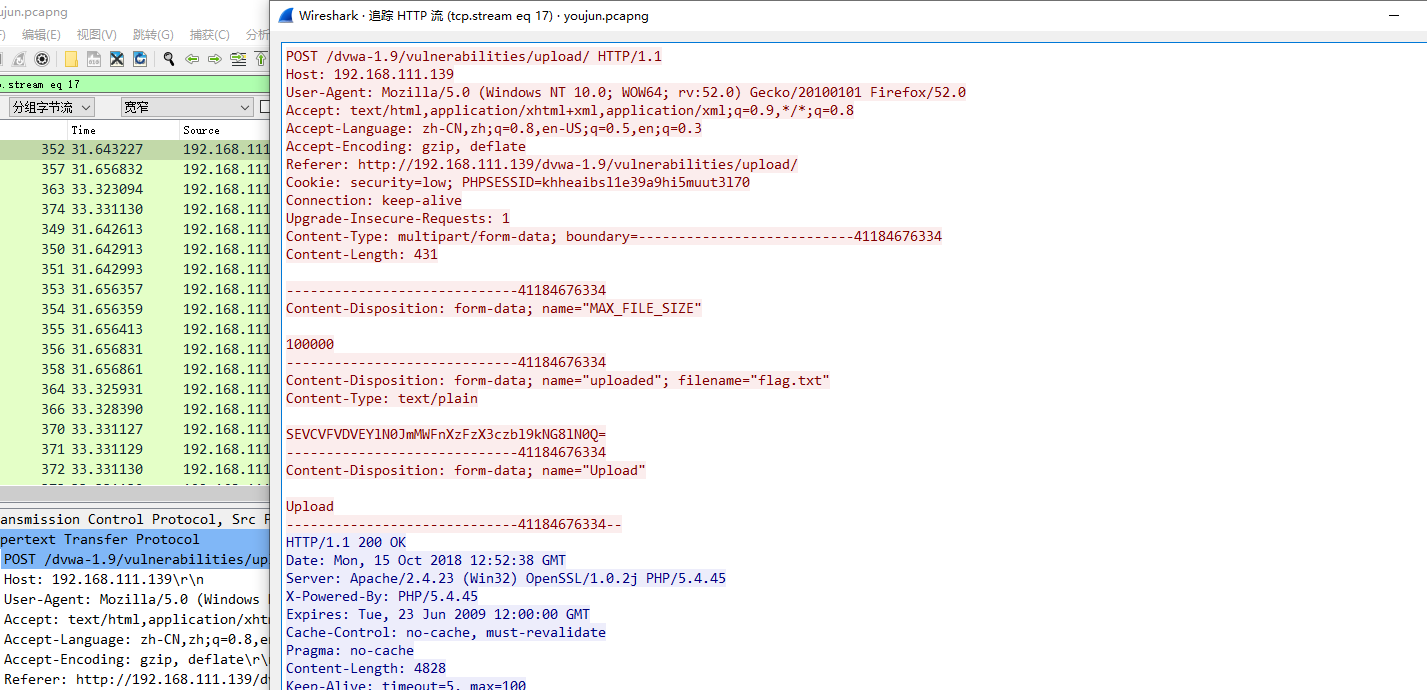 ujun.pcapng
编辑(E) 视图(V) 跳转(G) 捕获(C) 分析
p.stream eq 17
分组字节流 宽窄
Time Source
352 31.643227 192.168.111
357 31.656832 192.168.111
363 33.323094 192.168.111
374 33.331130 192.168.111
349 31.642613 192.168.111
350 31.642913 192.168.111
351 31.642993 192.168.111
353 31.656357 192.168.111
354 31.656359 192.168.111
355 31.656413 192.168.111
356 31.656831 192.168.111
358 31.656861 192.168.111
364 33.325931 192.168.111
366 33.328390 192.168.111
370 33.331127 192.168.111
371 33.331129 192.168.111
372 33.331130 192.168.111
ansmission Control Protocol, Src P
pertext Transfer Protocol
POST /dvwa-1.9/vulnerabilities/up
Host: 192.168.111.139\r\n
User-Agent: Mozilla/5.0 (Windows
Accept: text/html,application/xht
Accept-Language: zh-CN,zh;q=0.8,e
Accept-Encoding: gzip, deflate\r\
Referer: http://192.168.111.139/d
Wireshark · 追踪 HTTP 流 (tcp.stream eq 17) · youjun.pcapng
POST /dvwa-1.9/vulnerabilities/upload/ HTTP/1.1
Host: 192.168.111.139
User-Agent: Mozilla/5.0 (Windows NT 10.0; WOW64; rv:52.0) Gecko/20100101 Firefox/52.0
Accept: text/html,application/xhtml+xml,application/xml;q=0.9,*/*;q=0.8
Accept-Language: zh-CN,zh;q=0.8,en-US;q=0.5,en;q=0.3
Accept-Encoding: gzip, deflate
Referer: http://192.168.111.139/dvwa-1.9/vulnerabilities/upload/
Cookie: security=low; PHPSESSID=khheaibsl1e39a9hi5muut3l70
Connection: keep-alive
Upgrade-Insecure-Requests: 1
Content-Type: multipart/form-data; boundary=---------------------------41184676334
Content-Length: 431
-----------------------------41184676334
Content-Disposition: form-data; name="MAX_FILE_SIZE"
100000
-----------------------------41184676334
Content-Disposition: form-data; name="uploaded"; filename="flag.txt"
Content-Type: text/plain
SEVCVFVDVEYlN0JmMWFnXzFzX3czbl9kNG8lN0Q=
-----------------------------41184676334
Content-Disposition: form-data; name="Upload"
Upload
-----------------------------41184676334--
HTTP/1.1 200 OK
Date: Mon, 15 Oct 2018 12:52:38 GMT
Server: Apache/2.4.23 (Win32) OpenSSL/1.0.2j PHP/5.4.45
X-Powered-By: PHP/5.4.45
Expires: Tue, 23 Jun 2009 12:00:00 GMT
Cache-Control: no-cache, must-revalidate
Pragma: no-cache
Content-Length: 4828
Keep-Alive: timeout=5, max=100